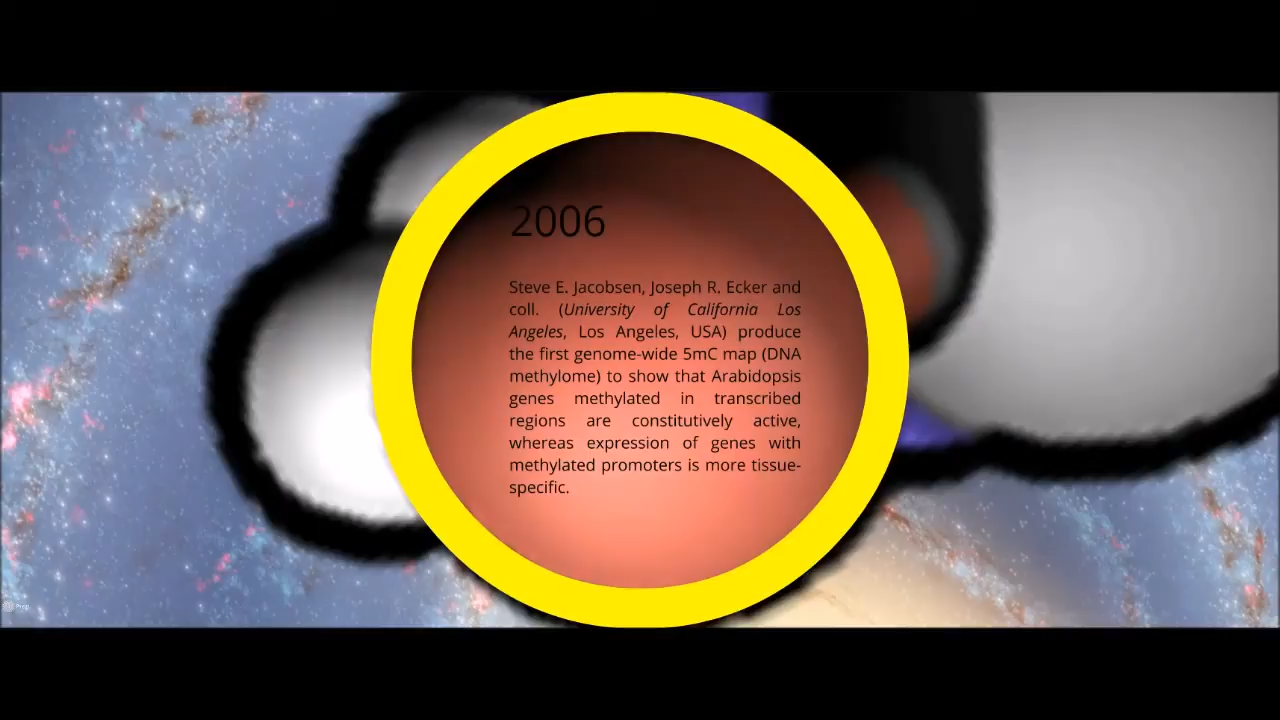 2006
Steve E. Jacobsen, Joseph R. Ecker and
coll. (University of California Los
Angeles, Los Angeles, USA) produce
the first genome-wide 5mC map (DNA
methylome) to show that Arabidopsis
genes methylated in transcribed
regions are constitutively active,
whereas expression of genes with
methylated promoters is more tissue-
specific.